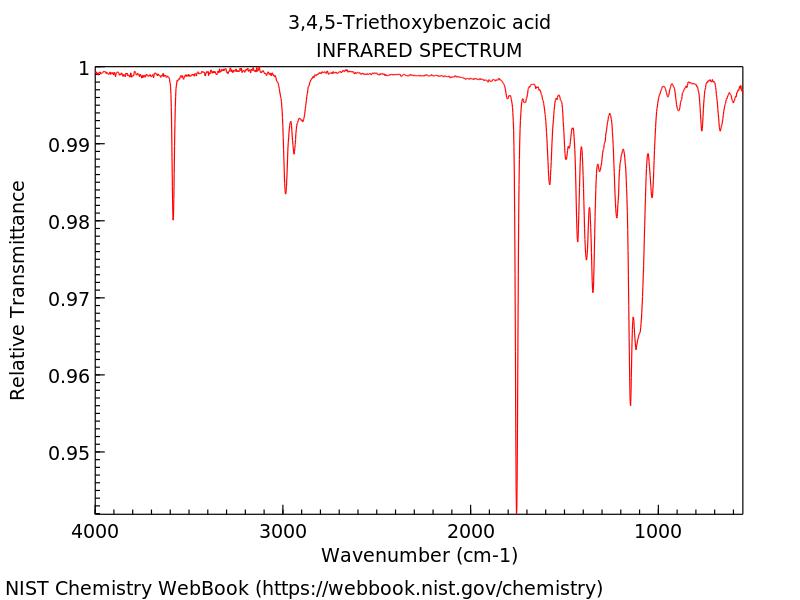 3,4,5-Triethoxybenzoic acid
INFRARED SPECTRUM
1
0.99
0.98
0.97
0.96
0.95
Relative Transmittance
4000 3000 2000 1000
Wavenumber (cm-1)
NIST Chemistry WebBook (https://webbook.nist.gov/chemistry)